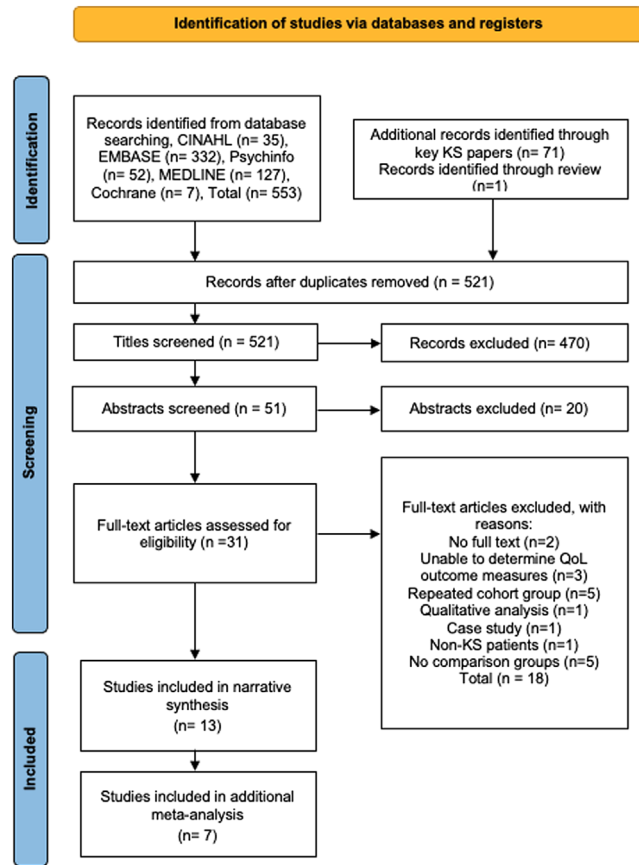 Identification of studies via databases and registers
Identification
Records identified from database
searching, CINAHL (n= 35),
EMBASE (n= 332), Psychinfo
(n= 52), MEDLINE (n= 127),
Cochrane (n= 7), Total (n= 553)
Additional records identified through
key KS papers (n= 71)
Records identified through review
(n=1)
Screening
Records after duplicates removed (n = 521)
Titles screened (n = 521)
Records excluded (n= 470)
Abstracts screened (n = 51)
Abstracts excluded (n= 20)
Full-text articles assessed for
eligibility (n =31)
Full-text articles excluded, with
reasons:
No full text (n=2)
Unable to determine QoL
outcome measures (n=3)
Repeated cohort group (n=5)
Qualitative analysis (n=1)
Case study (n=1)
Non-KS patients (n=1)
No comparison groups (n=5)
Total (n = 18)
Included
Studies included in narrative
synthesis
(n= 13)
Studies included in additional
meta-analysis
(n= 7)